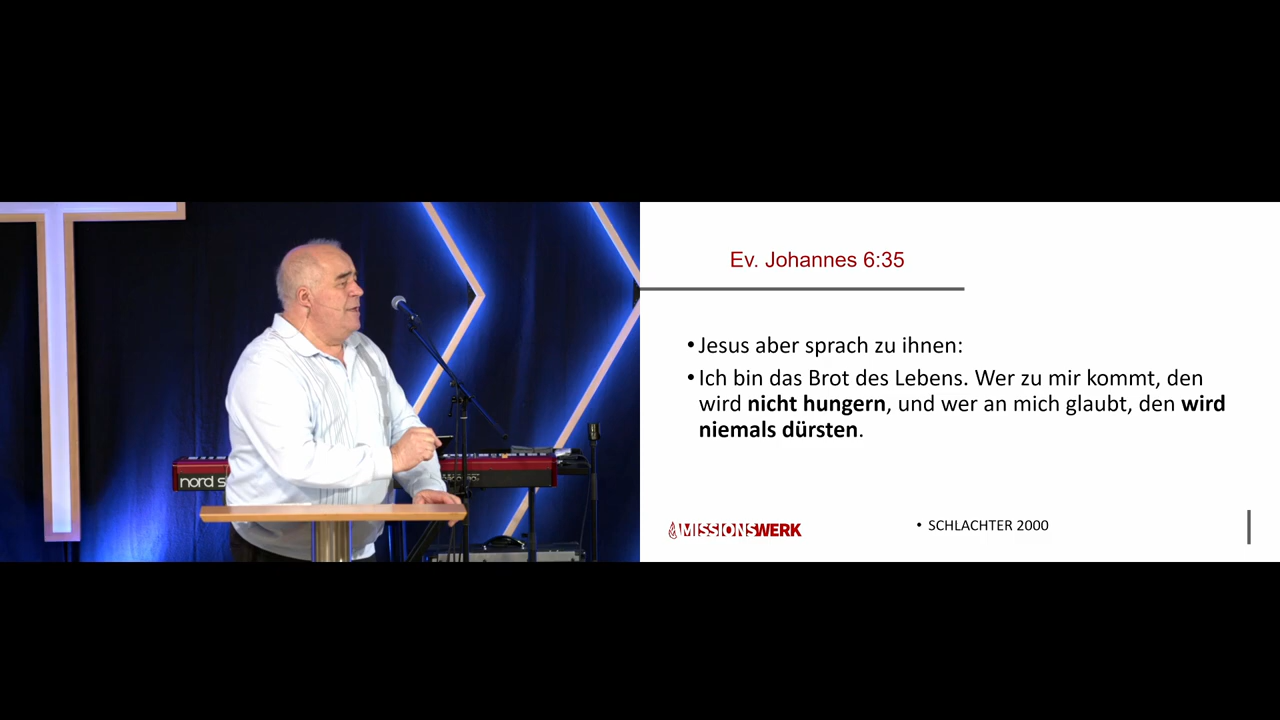 nord s
Ev. Johannes 6:35
• Jesus aber sprach zu ihnen:
• Ich bin das Brot des Lebens. Wer zu mir kommt, den
wird nicht hungern, und wer an mich glaubt, den wird
niemals dürsten.
MISSIONSWERK
• SCHLACHTER 2000